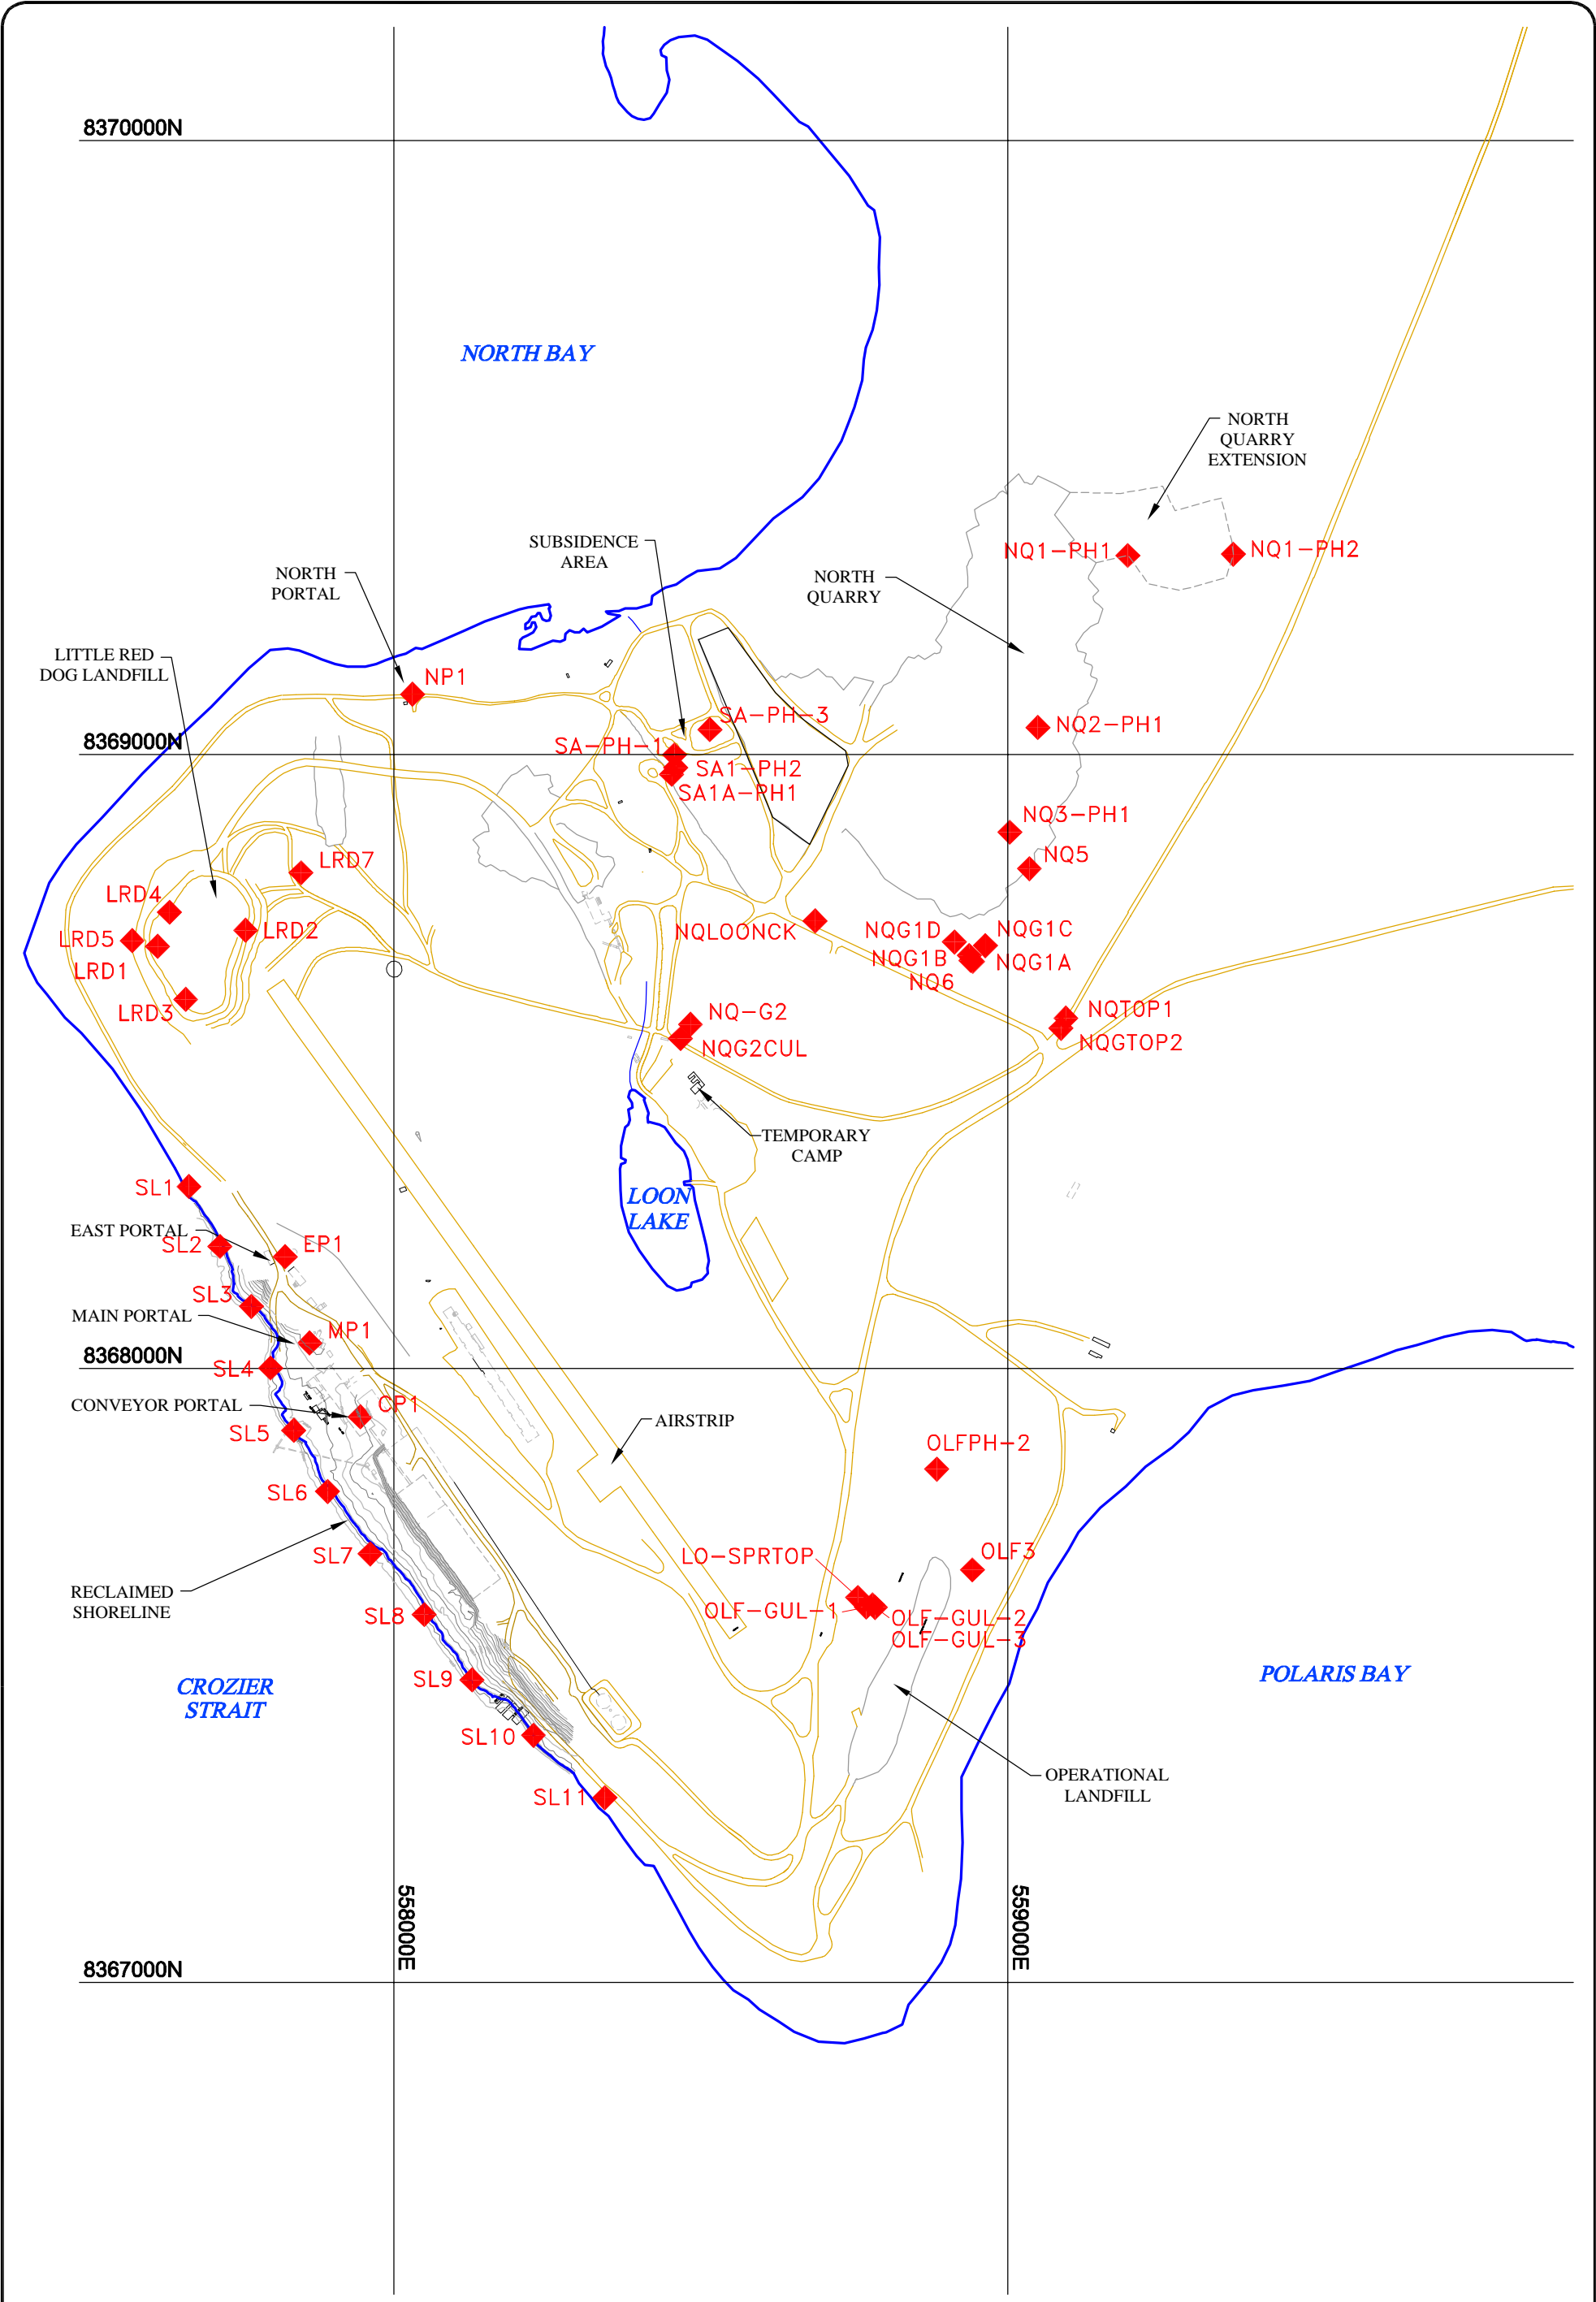 8370000N
NORTH BAY
NORTH
QUARRY
EXTENSION
SUBSIDENCE
AREA
NQ1-PH1
NQ1-PH2
NORTH
PORTAL
NORTH
QUARRY
LITTLE RED
DOG LANDFILL
NP1
SA-PH-3
NQ2-PH1
8369000N
SA-PH-1
SA1-PH2
SA1A-PH1
NQ3-PH1
NQ5
LRD7
LRD4
LRD2
LRD5
LRD1
LRD3
NQLOONCK
NQG1D
NQG1C
NQG1B
NQG1A
NQ6
NQ-G2
NQG2CUL
NQTOP1
NQGTOP2
TEMPORARY
CAMP
SL1
LOON
LAKE
EAST PORTAL
SL2
EP1
SL3
MAIN PORTAL
MP1
8368000N
SL4
CONVEYOR PORTAL
CP1
SL5
AIRSTRIP
OLFPH-2
SL6
SL7
LO-SPRTOP
OLF3
RECLAIMED
SHORELINE
SL8
OLF-GUL-1
OLF-GUL-2
OLF-GUL-3
CROZIER
STRAIT
SL9
POLARIS BAY
SL10
OPERATIONAL
LANDFILL
SL11
558000E
559000E
8367000N